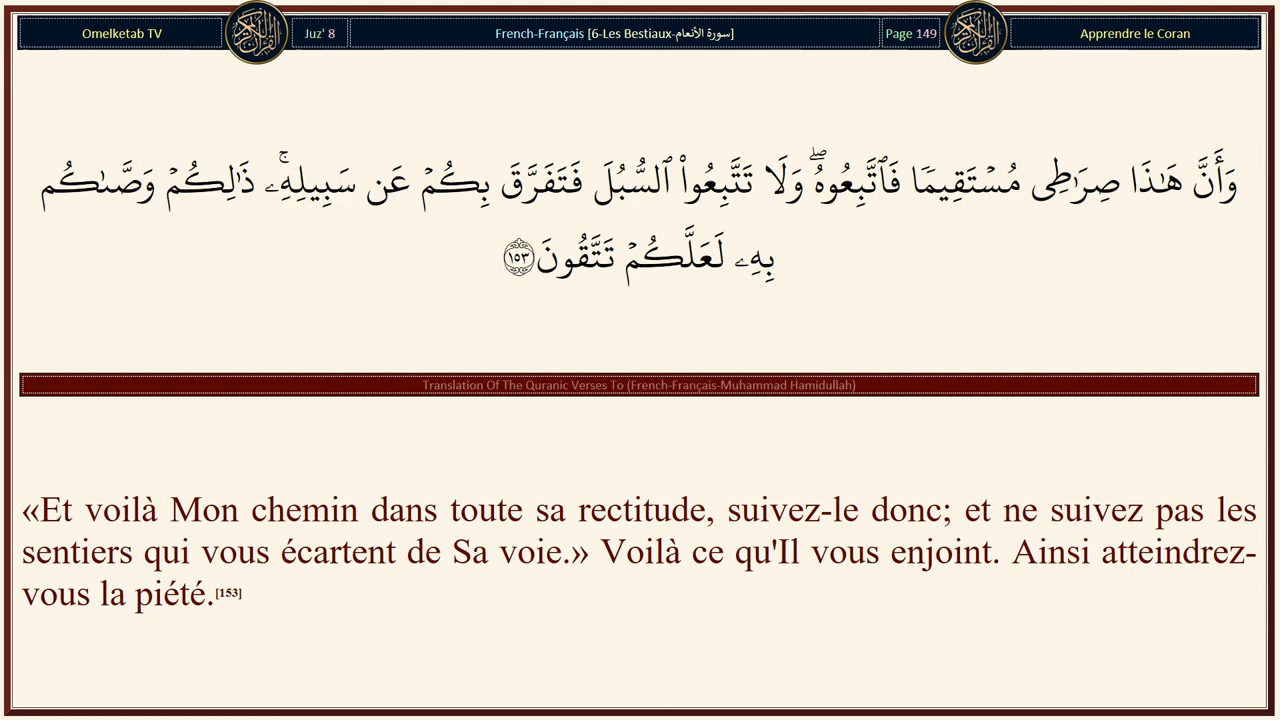 Omelketab TV
Juz' 8
French-Français [6-Les Bestiaux-سورة الأنعام]
Page 149
Apprendre le Coran
وَأَنَّ هَٰذَا صِرَٰطِى مُسْتَقِيمًا فَٱتَّبِعُوهُ ۖ وَلَا تَتَّبِعُوا۟ ٱلسُّبُلَ فَتَفَرَّقَ بِكُمْ عَن سَبِيلِهِۦ ۚ ذَٰلِكُمْ وَصَّىٰكُم
بِهِۦ لَعَلَّكُمْ تَتَّقُونَ ١٥٣
Translation Of The Quranic Verses To (French-Français-Muhammad Hamidullah)
«Et voilà Mon chemin dans toute sa rectitude, suivez-le donc; et ne suivez pas les
sentiers qui vous écartent de Sa voie.» Voilà ce qu'Il vous enjoint. Ainsi atteindrez-
vous la piété.[153]